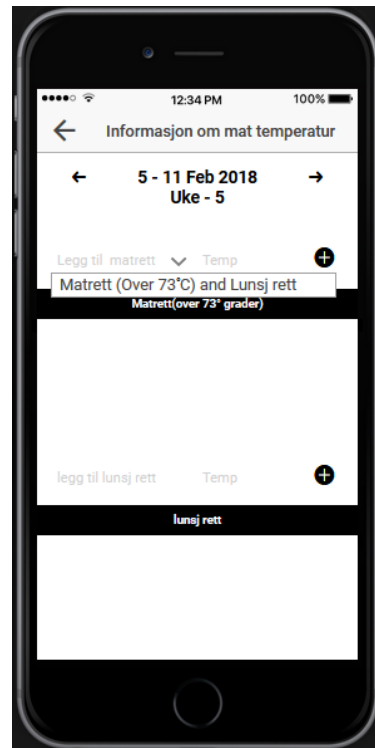 12:34 PM 100%
Informasjon om mat temperatur
5 - 11 Feb 2018
Uke - 5
Legg til matrett Temp
Matrett (Over 73°C) and Lunsj rett
Matrett(over 73° grader)
legg til lunsj rett Temp
lunsj rett